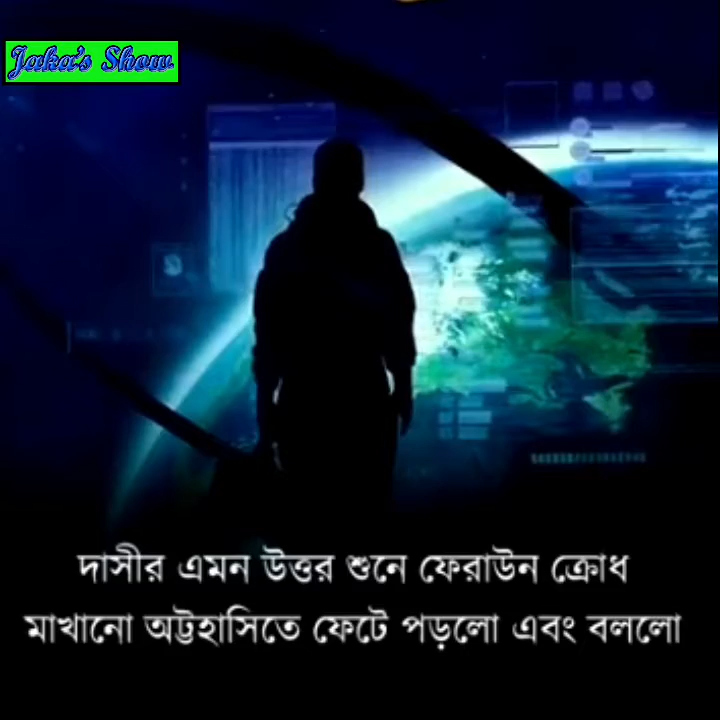 Jaka's Show
দাসীর এমন উত্তর শুনে ফেরাউন ক্রোধ
মাখানো অট্টহাসিতে ফেটে পড়লো এবং বললো